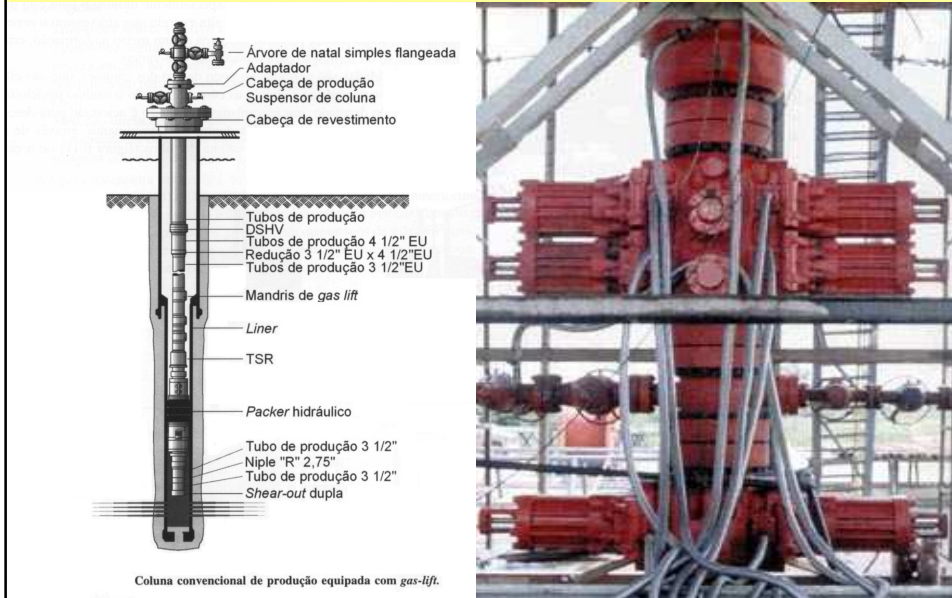 Árvore de natal simples flangeada
Adaptador
Cabeça de produção
Suspensor de coluna
Cabeça de revestimento
Tubos de produção
DSHV
Tubos de produção 4 1/2" EU
Redução 3 1/2" EU x 4 1/2"EU
Tubos de produção 3 1/2"EU
Mandris de gas lift
Liner
TSR
Packer hidráulico
Tubo de produção 3 1/2"
Niple "R" 2,75"
Tubo de produção 3 1/2"
Shear-out dupla
Coluna convencional de produção equipada com gas-lift.